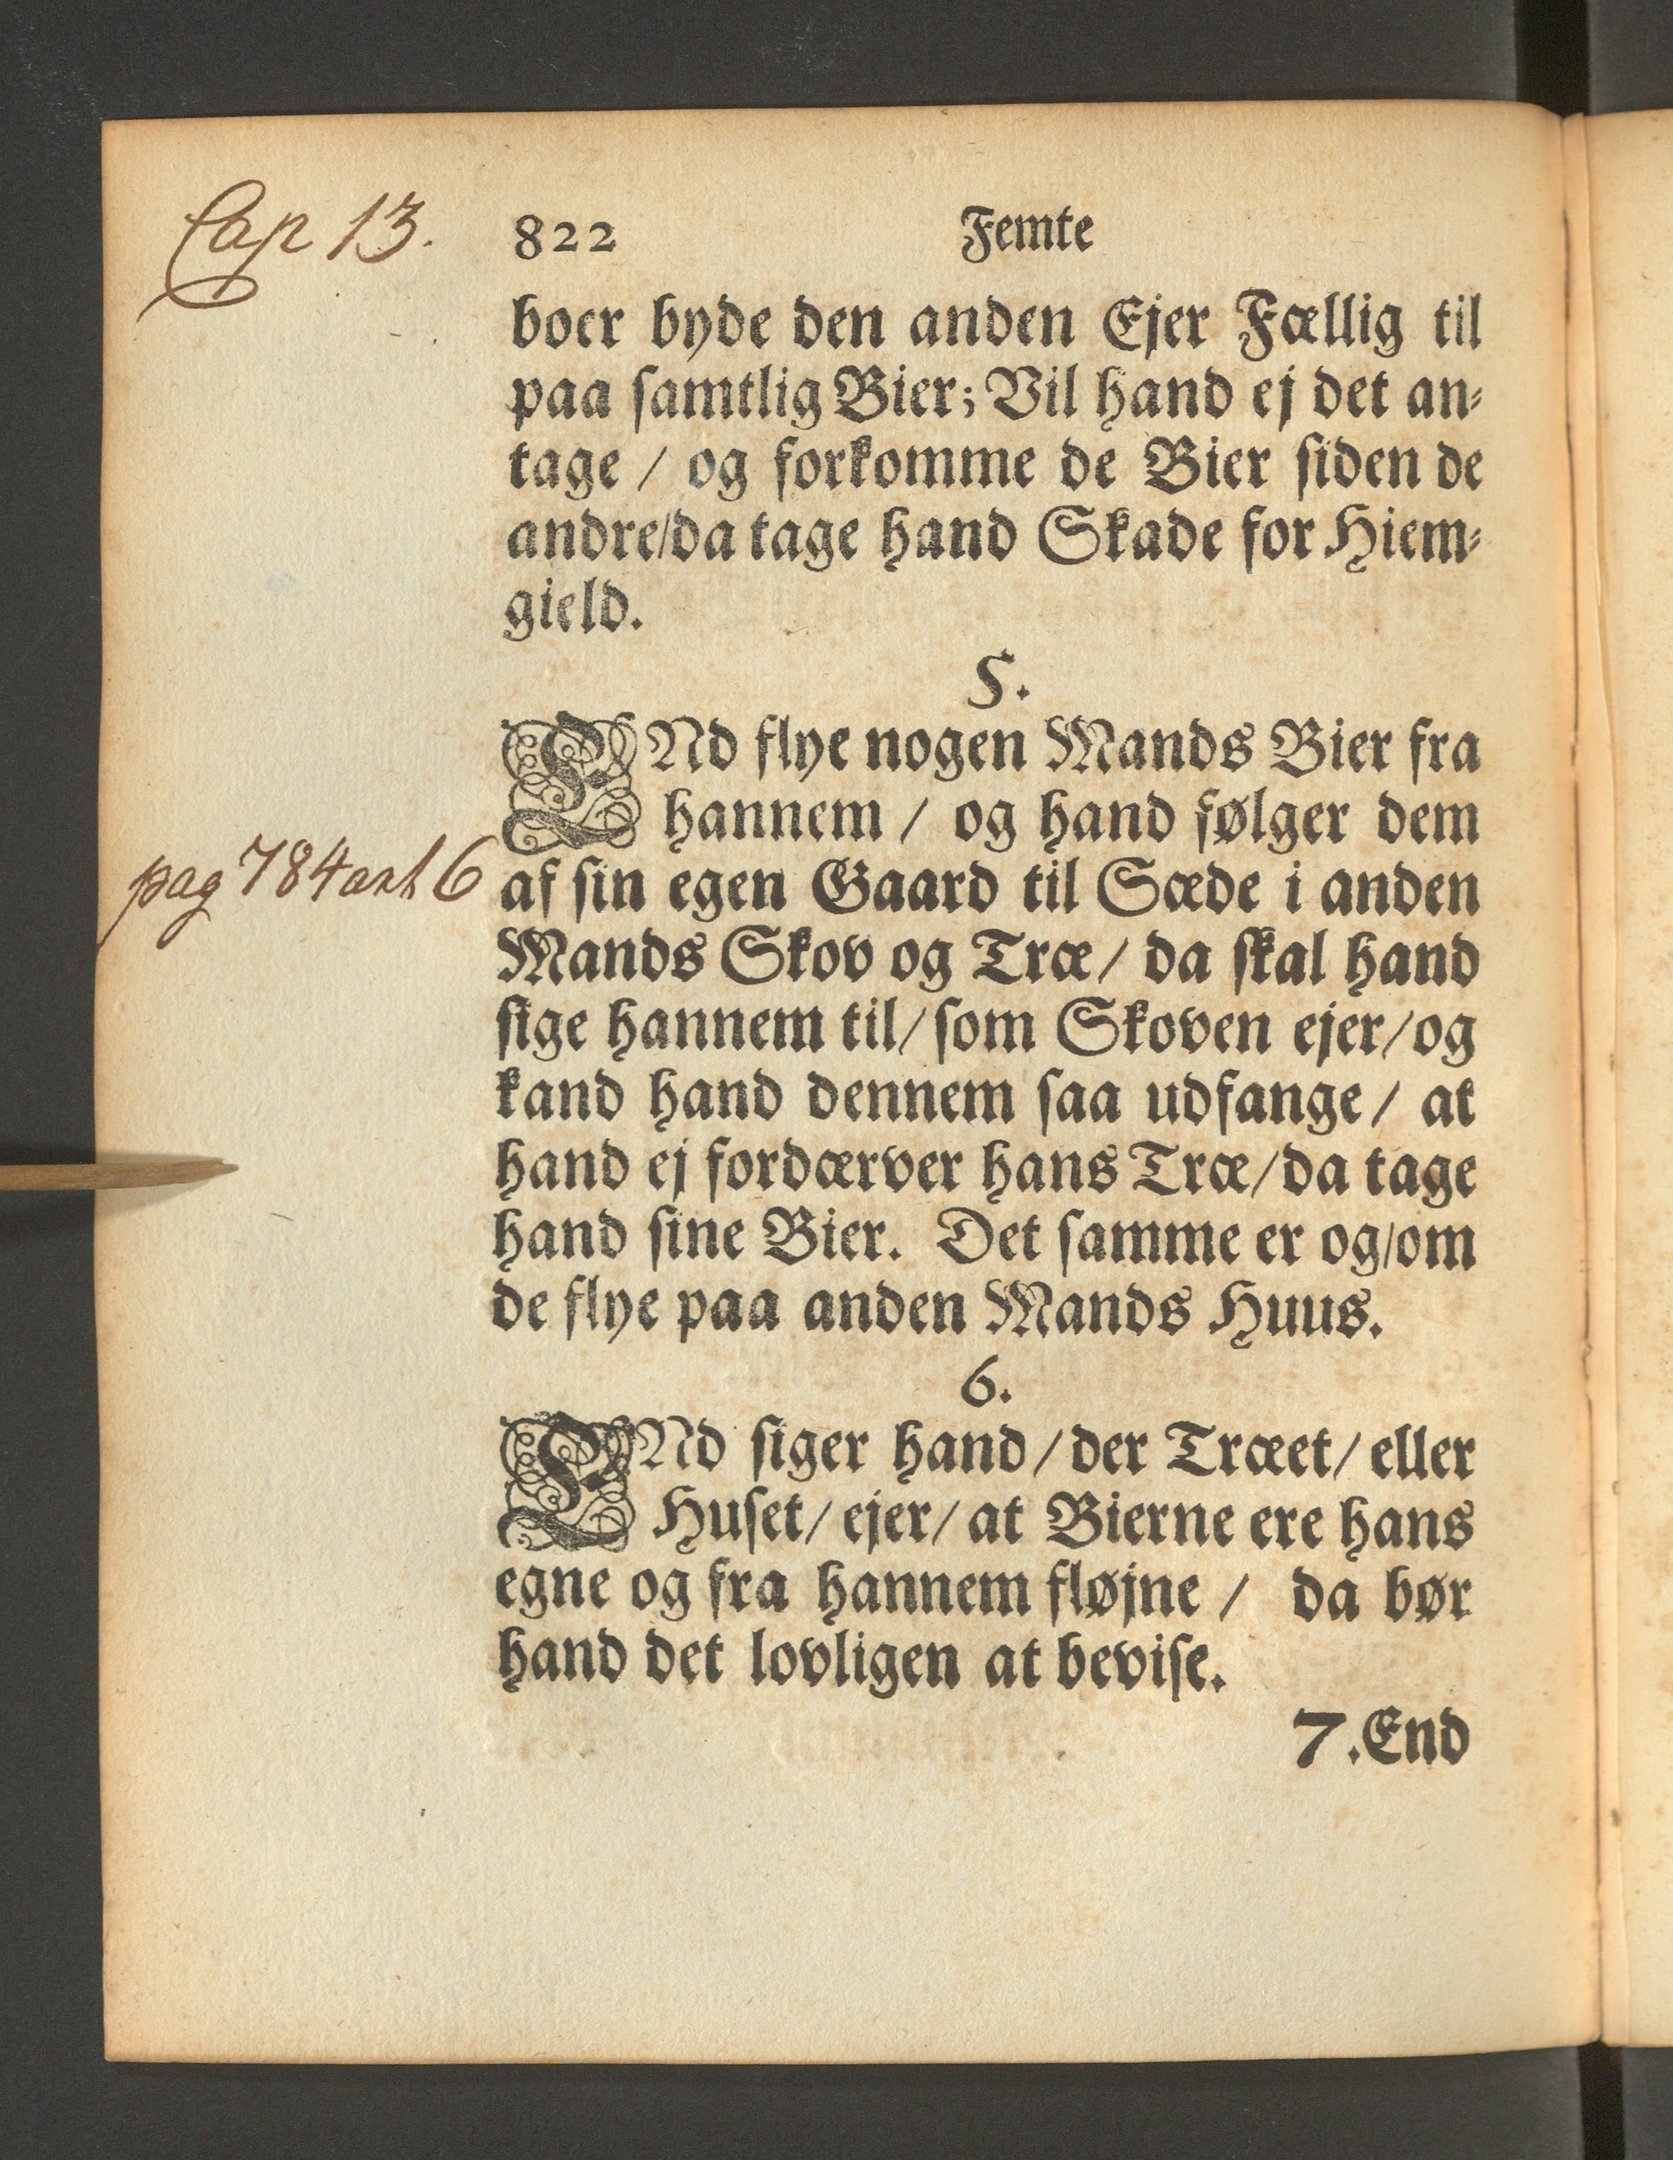 Cap 13.
822 Femte
boer byde den anden Ejer Fællig til
paa samtlig Bier; Vil hand ej det an-
tage / og forkomme de Bier siden de
andre/da tage hand Skade for Hiem-
gield.
5.
ENd flye nogen Mands Bier fra
hannem / og hand følger dem
pag 784 art 6
af sin egen Gaard til Sæde i anden
Mands Skov og Træ/ da skal hand
sige hannem til/ som Skoven ejer/og
kand hand dennem saa udfange/ at
hand ej fordærver hans Træ/da tage
hand sine Bier. Det samme er og/om
de flye paa anden Mands Huus.
6.
ENd siger hand/der Træet/ eller
Huset/ ejer/ at Bierne ere hans
egne og fra hannem fløjne / da bør
hand det lovligen at bevise.
7.End